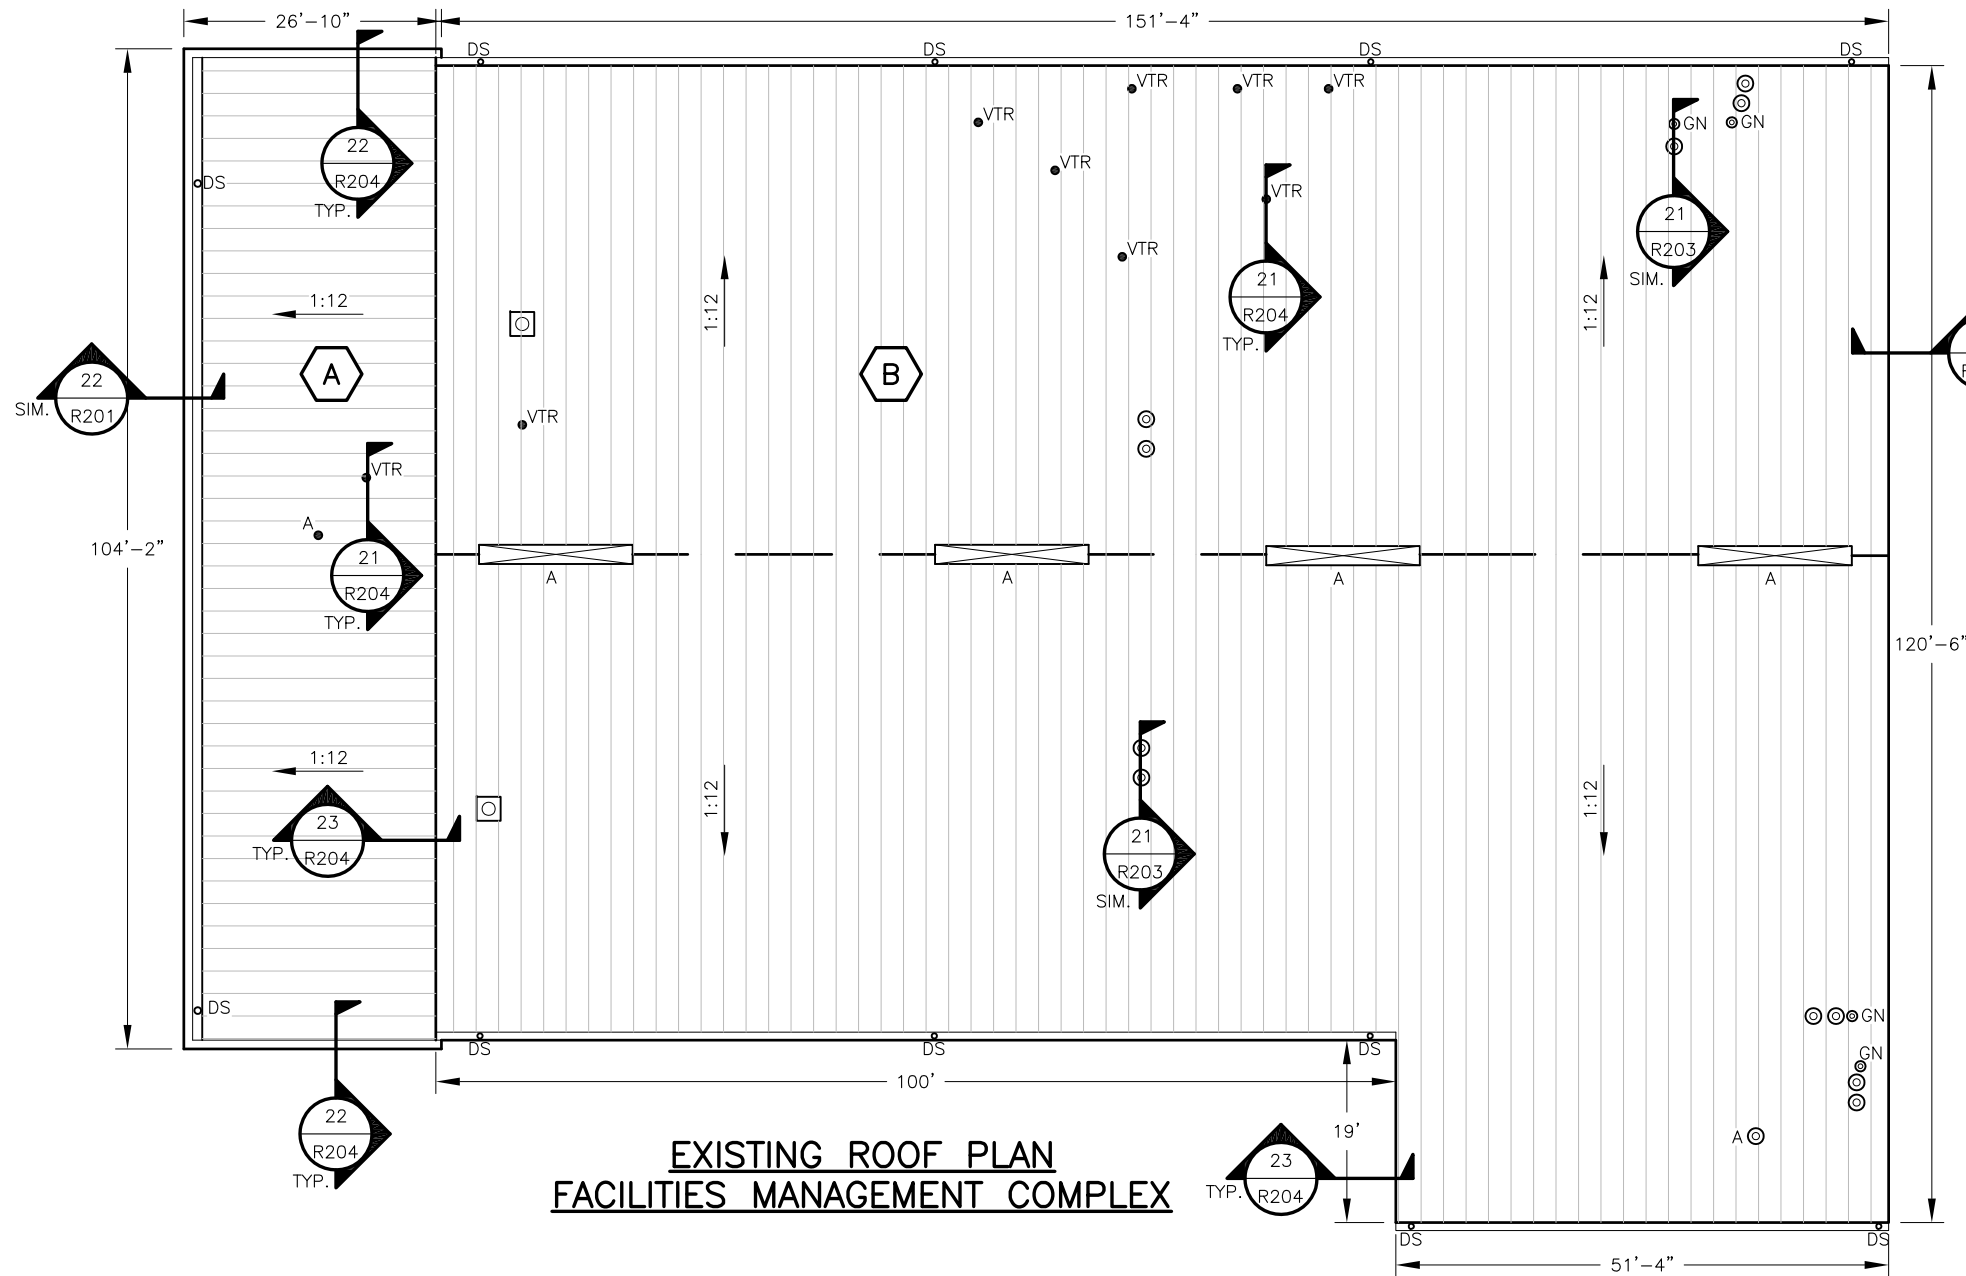 26'-10"
151'-4"
DS
DS
DS
DS
VTR
VTR
VTR
VTR
GN
GN
22
R204
TYP.
VTR
DS
VTR
21
R203
SIM.
VTR
21
R204
TYP.
1:12
1:12
1:12
A
B
22
R201
SIM.
R
VTR
VTR
A
104'-2"
21
R204
TYP.
A
A
A
A
120'-6"
1:12
1:12
1:12
23
R204
TYP.
21
R203
SIM.
DS
GN
DS
DS
DS
GN
100'
22
R204
TYP.
19'
A
EXISTING ROOF PLAN
FACILITIES MANAGEMENT COMPLEX
23
R204
TYP.
DS
DS
51'-4"